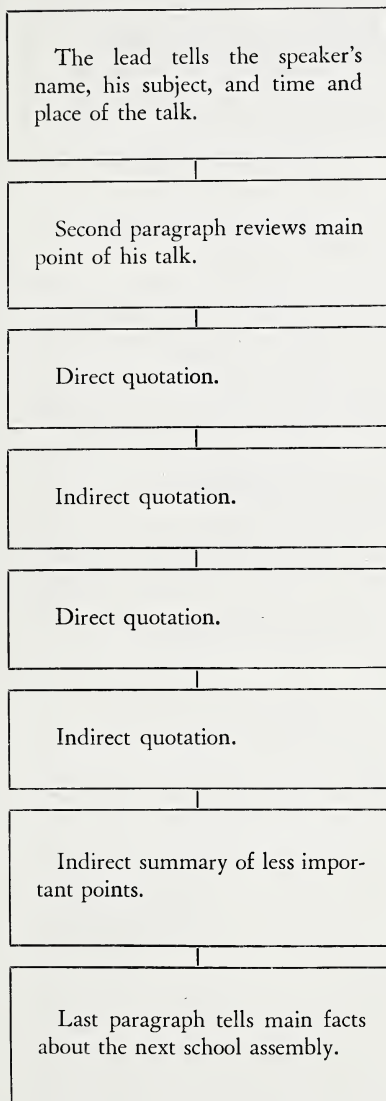 The lead tells the speaker's
name, his subject, and time and
place of the talk.
Second paragraph reviews main
point of his talk.
Direct quotation.
Indirect quotation.
Direct quotation.
Indirect quotation.
Indirect summary of less impor-
tant points.
Last paragraph tells main facts
about the next school assembly.